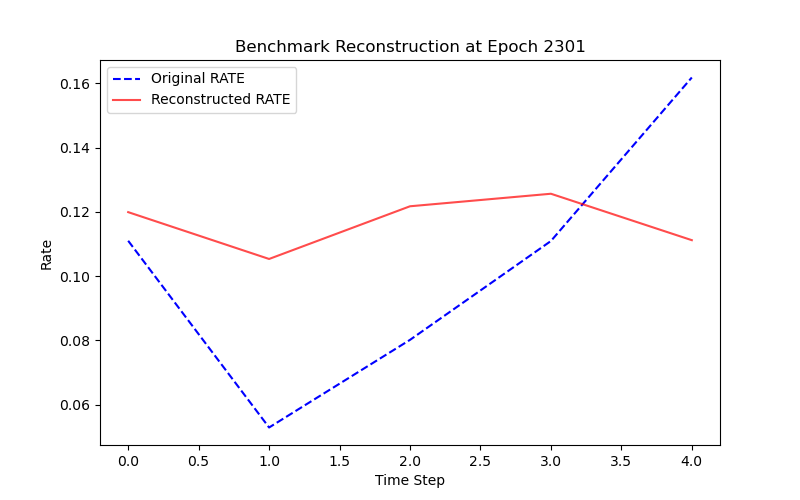 Benchmark Reconstruction at Epoch 2301
Original RATE
Reconstructed RATE
0.16
0.14
0.12
0.10
0.08
0.06
Rate
0.0 0.5 1.0 1.5 2.0 2.5 3.0 3.5 4.0
Time Step